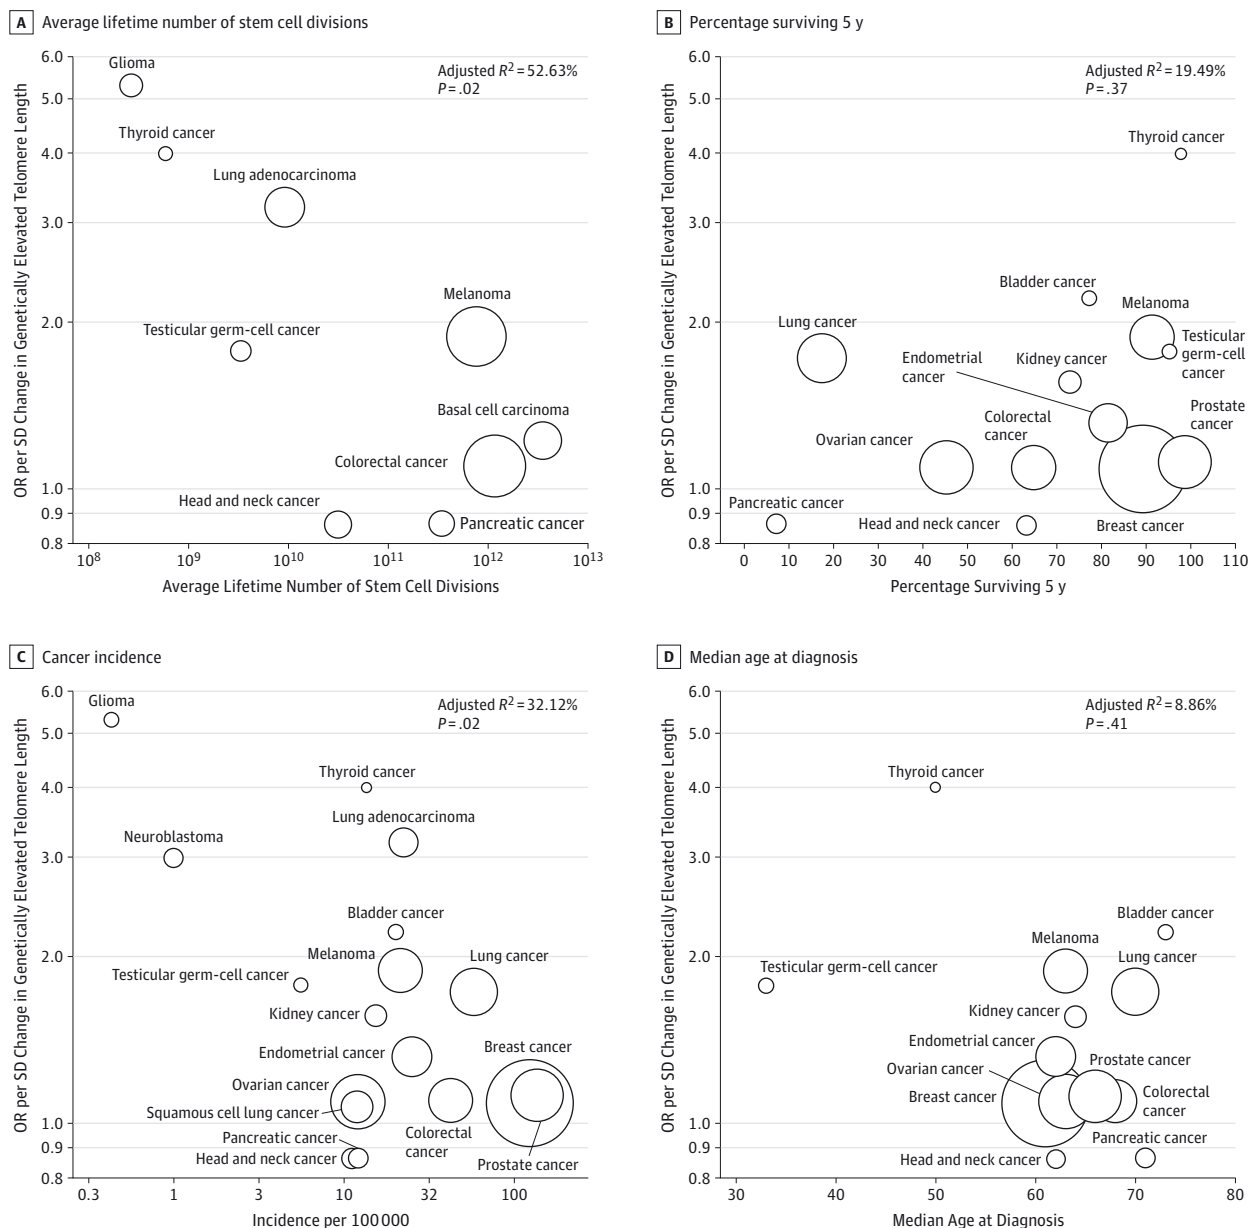 A Average lifetime number of stem cell divisions
OR per SD Change in Genetically Elevated Telomere Length
6.0
5.0
4.0
3.0
2.0
1.0
0.9
0.8
Adjusted R² = 52.63%
P = .02
Glioma
Thyroid cancer
Lung adenocarcinoma
Melanoma
Testicular germ-cell cancer
Basal cell carcinoma
Colorectal cancer
Head and neck cancer
Pancreatic cancer
10⁸ 10⁹ 10¹⁰ 10¹¹ 10¹² 10¹³
Average Lifetime Number of Stem Cell Divisions
B Percentage surviving 5 y
OR per SD Change in Genetically Elevated Telomere Length
6.0
5.0
4.0
3.0
2.0
1.0
0.9
0.8
Adjusted R² = 19.49%
P = .37
Thyroid cancer
Bladder cancer
Melanoma
Lung cancer
Testicular
germ-cell
cancer
Endometrial
cancer
Kidney cancer
Prostate
cancer
Colorectal
cancer
Ovarian cancer
Pancreatic cancer
Head and neck cancer
Breast cancer
0 10 20 30 40 50 60 70 80 90 100 110
Percentage Surviving 5 y
C Cancer incidence
OR per SD Change in Genetically Elevated Telomere Length
6.0
5.0
4.0
3.0
2.0
1.0
0.9
0.8
Adjusted R² = 32.12%
P = .02
Glioma
Thyroid cancer
Lung adenocarcinoma
Neuroblastoma
Bladder cancer
Melanoma
Lung cancer
Testicular germ-cell cancer
Kidney cancer
Endometrial cancer
Breast cancer
Ovarian cancer
Squamous cell lung cancer
Colorectal
cancer
Pancreatic cancer
Head and neck cancer
Prostate cancer
0.3 1 3 10 32 100
Incidence per 100 000
D Median age at diagnosis
OR per SD Change in Genetically Elevated Telomere Length
6.0
5.0
4.0
3.0
2.0
1.0
0.9
0.8
Adjusted R² = 8.86%
P = .41
Thyroid cancer
Bladder cancer
Melanoma
Lung cancer
Testicular germ-cell cancer
Kidney cancer
Endometrial cancer
Prostate cancer
Ovarian cancer
Breast cancer
Colorectal
cancer
Pancreatic cancer
Head and neck cancer
30 40 50 60 70 80
Median Age at Diagnosis